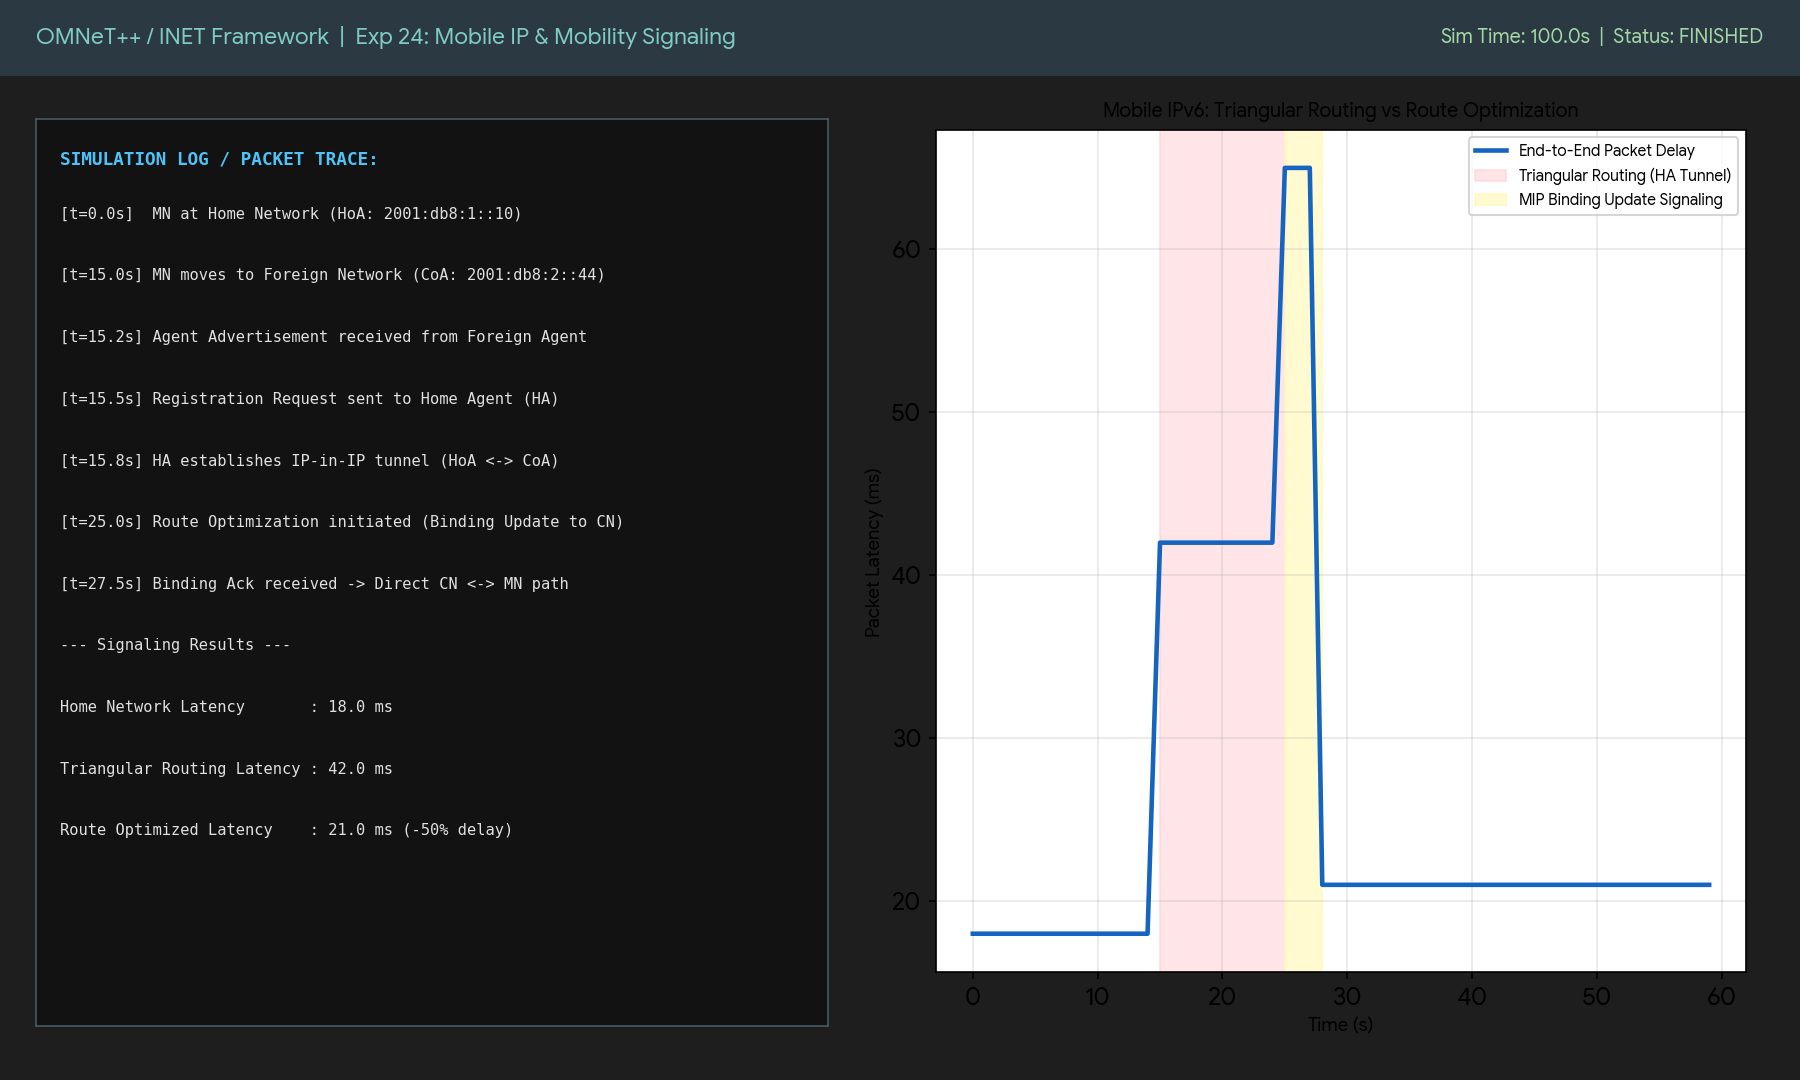 OMNeT++ / INET Framework | Exp 24: Mobile IP & Mobility Signaling
Sim Time: 100.0s | Status: FINISHED
SIMULATION LOG / PACKET TRACE:
[t=0.0s]  MN at Home Network (HoA: 2001:db8:1::10)
[t=15.0s] MN moves to Foreign Network (CoA: 2001:db8:2::44)
[t=15.2s] Agent Advertisement received from Foreign Agent
[t=15.5s] Registration Request sent to Home Agent (HA)
[t=15.8s] HA establishes IP-in-IP tunnel (HoA <-> CoA)
[t=25.0s] Route Optimization initiated (Binding Update to CN)
[t=27.5s] Binding Ack received -> Direct CN <-> MN path
--- Signaling Results ---
Home Network Latency       : 18.0 ms
Triangular Routing Latency : 42.0 ms
Route Optimized Latency    : 21.0 ms (-50% delay)
Mobile IPv6: Triangular Routing vs Route Optimization
End-to-End Packet Delay
Triangular Routing (HA Tunnel)
MIP Binding Update Signaling
Packet Latency (ms)
60
50
40
30
20
0 10 20 30 40 50 60
Time (s)